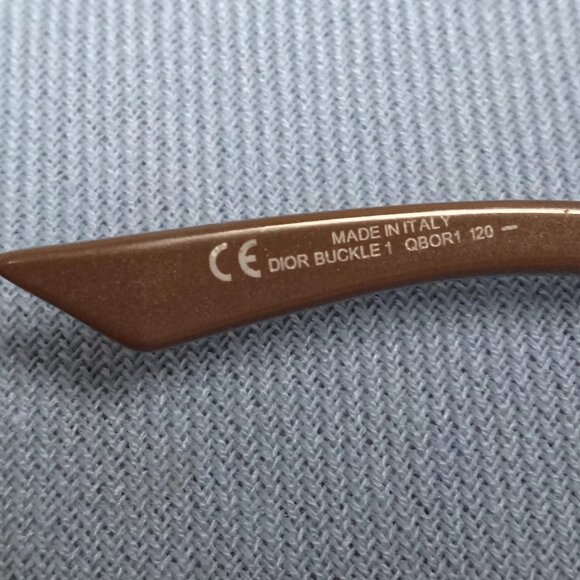 MADE IN ITALY
CE DIOR BUCKLE 1 QBOR1 120